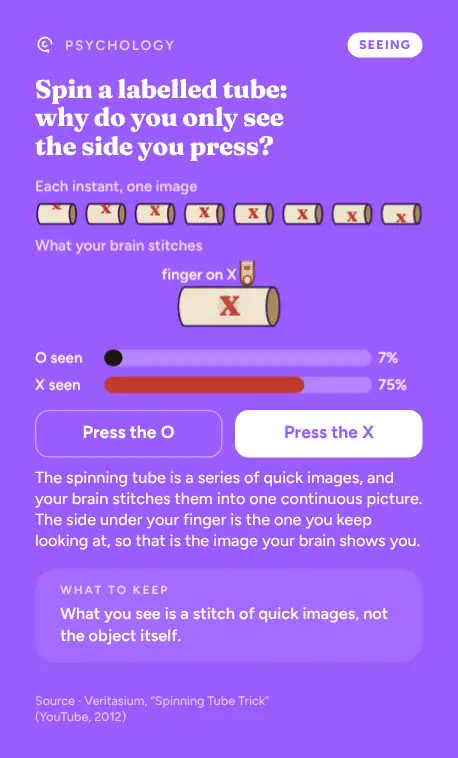 PSYCHOLOGY
SEEING
Spin a labelled tube:
why do you only see
the side you press?
Each instant, one image
X X X X X X X X
What your brain stitches
finger on X
X
O seen 7%
X seen 75%
Press the O
Press the X
The spinning tube is a series of quick images, and
your brain stitches them into one continuous picture.
The side under your finger is the one you keep
looking at, so that is the image your brain shows you.
WHAT TO KEEP
What you see is a stitch of quick images, not
the object itself.
Source · Veritasium, “Spinning Tube Trick”
(YouTube, 2012)